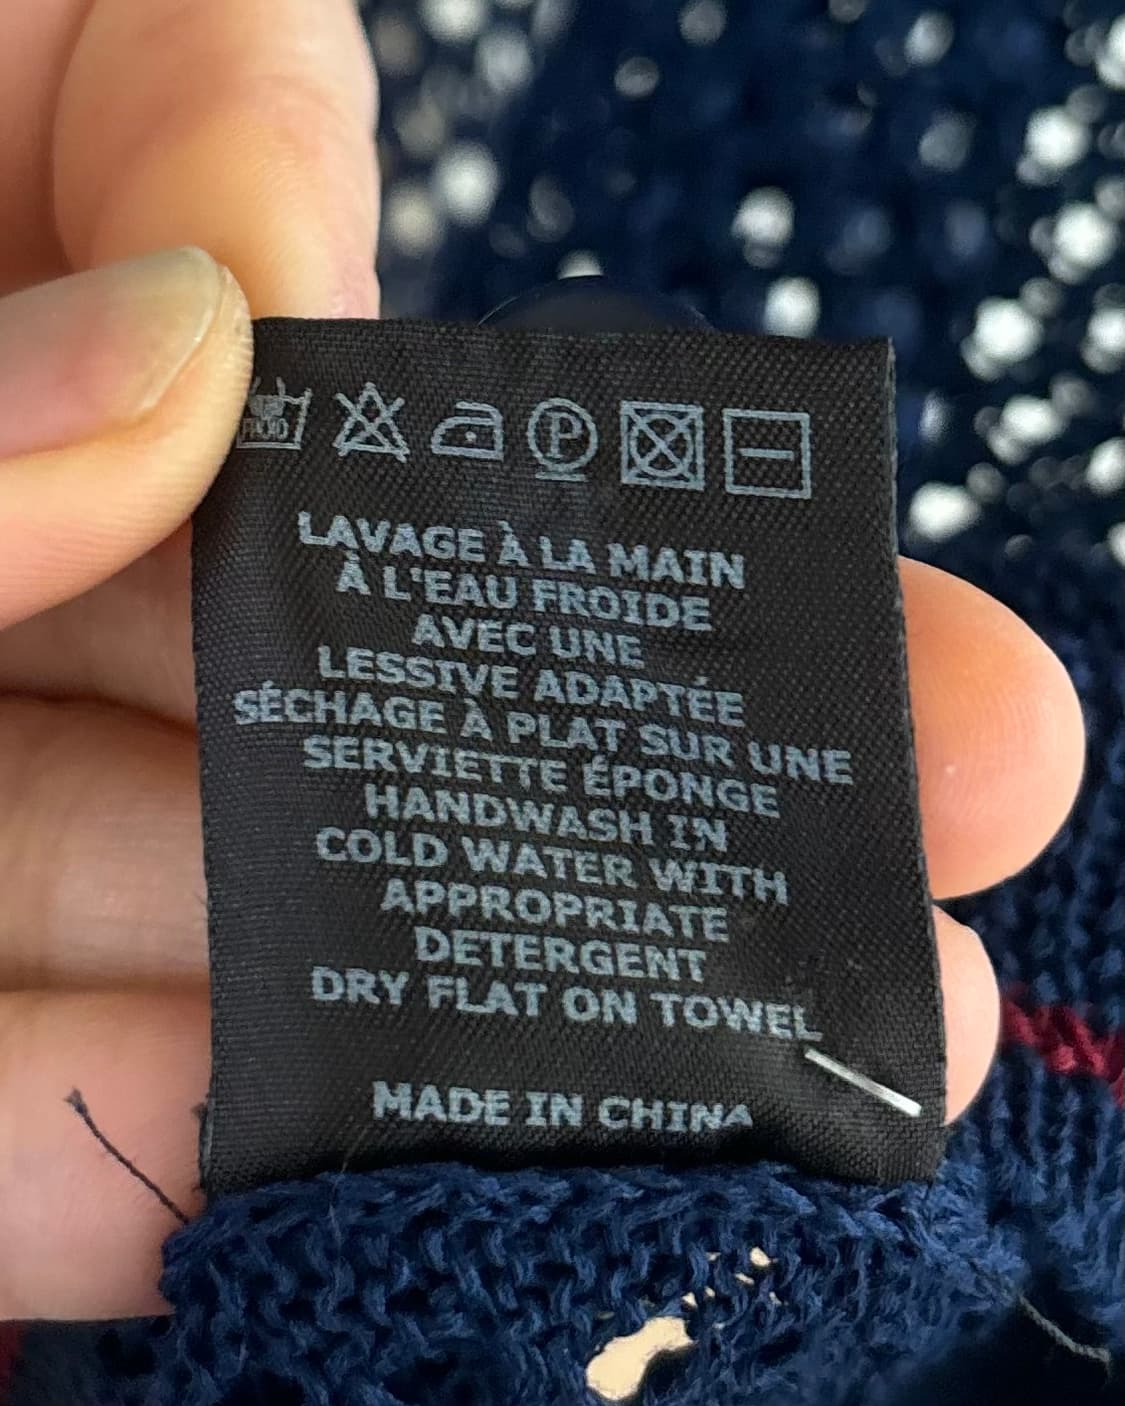 P
LAVAGE À LA MAIN
À L'EAU FROIDE
AVEC UNE
LESSIVE ADAPTÉE
SÉCHAGE À PLAT SUR UNE
SERVIETTE ÉPONGE
HANDWASH IN
COLD WATER WITH
APPROPRIATE
DETERGENT
DRY FLAT ON TOWEL
MADE IN CHINA